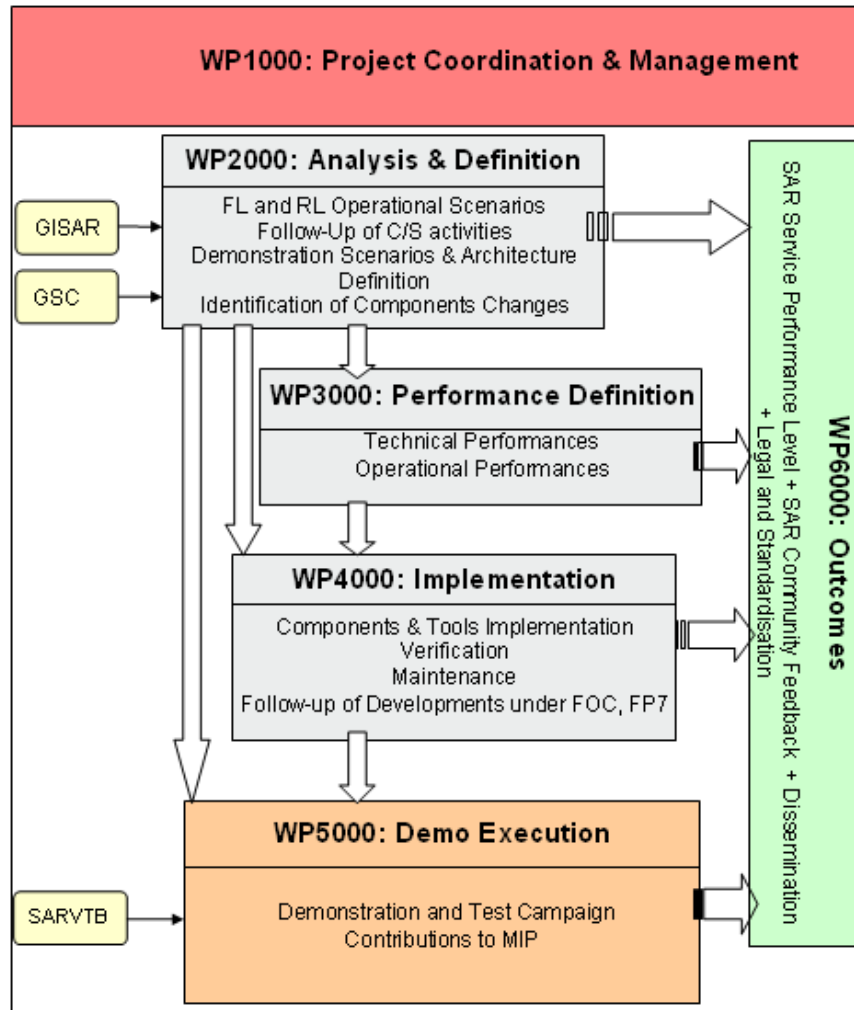 WP1000: Project Coordination & Management
WP2000: Analysis & Definition
FL and RL Operational Scenarios
Follow-Up of C/S activities
Demonstration Scenarios & Architecture
Definition
Identification of Components Changes
GISAR
GSC
WP3000: Performance Definition
Technical Performances
Operational Performances
WP4000: Implementation
Components & Tools Implementation
Verification
Maintenance
Follow-up of Developments under FOC, FP7
WP5000: Demo Execution
Demonstration and Test Campaign
Contributions to MIP
SARVTB
WP6000: Outcomes
SAR Service Performance Level + SAR Community Feedback + Dissemination
+ Legal and Standardisation